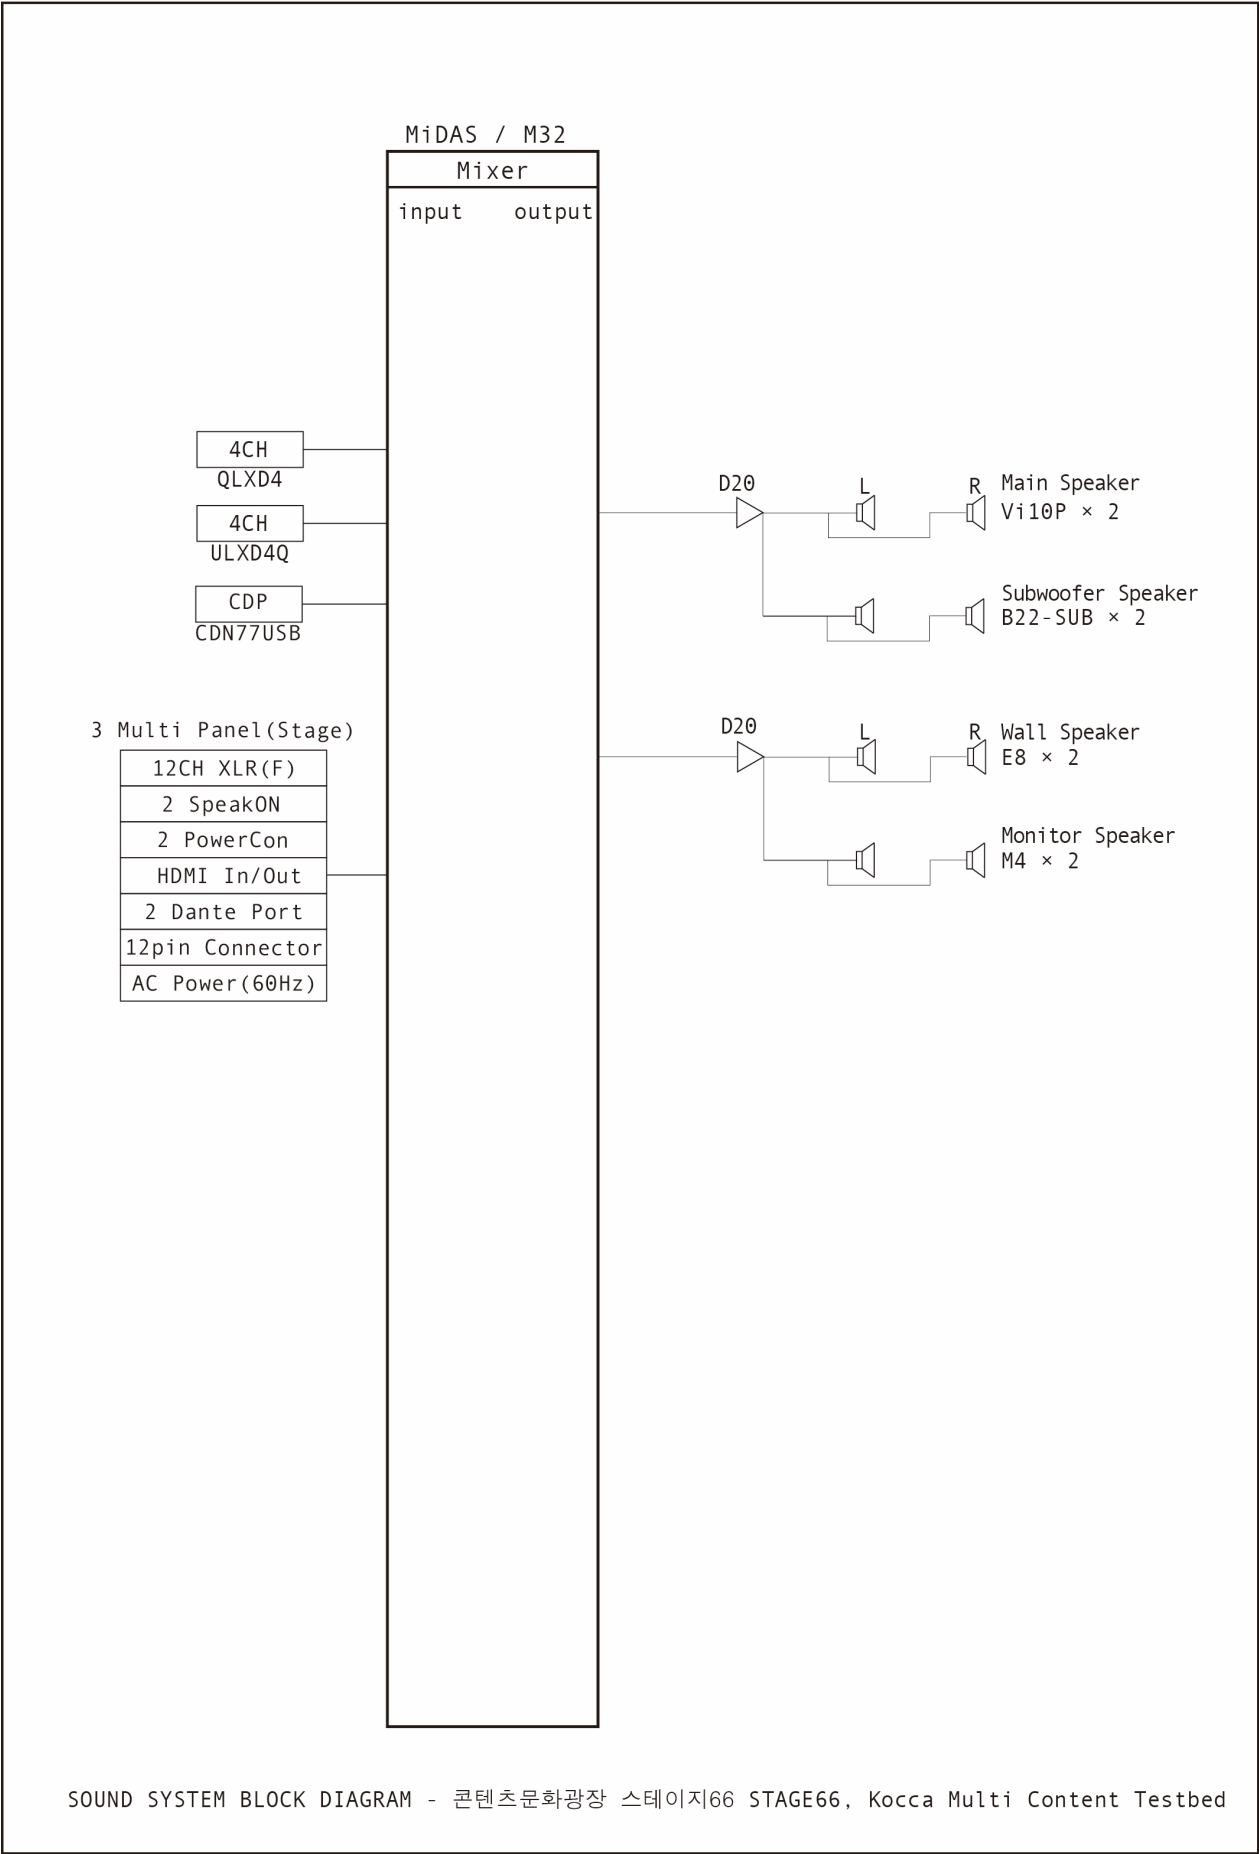 MiDAS / M32
Mixer
input output
4CH
QLXD4
4CH
ULXD4Q
CDP
CDN77USB
3 Multi Panel(Stage)
12CH XLR(F)
2 SpeakON
2 PowerCon
HDMI In/Out
2 Dante Port
12pin Connector
AC Power(60Hz)
D20
L
R
Main Speaker
Vi10P × 2
Subwoofer Speaker
B22-SUB × 2
D20
L
R
Wall Speaker
E8 × 2
Monitor Speaker
M4 × 2
SOUND SYSTEM BLOCK DIAGRAM - 콘텐츠문화광장 스테이지66 STAGE66, Kocca Multi Content Testbed